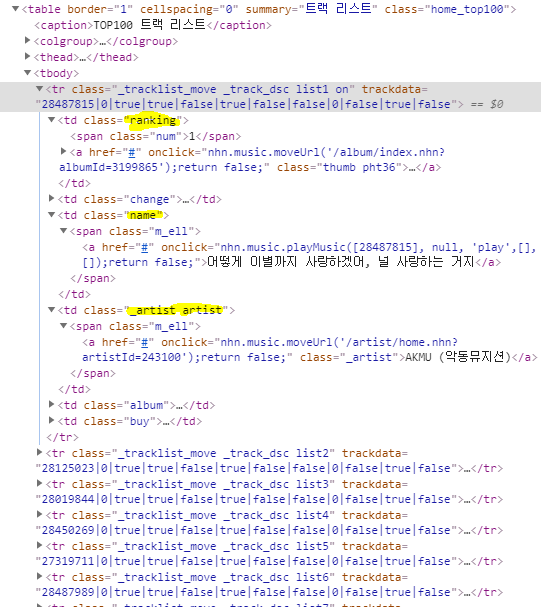 ▼<table border="1" cellspacing="0" summary="트랙 리스트" class="home_top100">
<caption>TOP100 트랙 리스트</caption>
▶<colgroup>…</colgroup>
▶<thead>…</thead>
▼<tbody>
▼<tr class="_tracklist_move _track_dsc list1 on" trackdata=
"28487815|0|true|true|false|true|false|false|0|false|true|false"> == $0
▼<td class="ranking">
<span class="num">1</span>
▶<a href="#" onclick="nhn.music.moveUrl('/album/index.nhn?
albumId=3199865');return false;" class="thumb pht36">…</a>
</td>
▶<td class="change">…</td>
▼<td class="name">
▼<span class="m_ell">
<a href="#" onclick="nhn.music.playMusic([28487815], null, 'play',[],
[]);return false;">어떻게 이별까지 사랑하겠어, 널 사랑하는 거지</a>
</span>
</td>
▼<td class="_artist artist">
▼<span class="m_ell">
<a href="#" onclick="nhn.music.moveUrl('/artist/home.nhn?
artistId=243100');return false;" class="_artist">AKMU (악동뮤지션)</a>
</span>
</td>
▶<td class="album">…</td>
▶<td class="buy">…</td>
</tr>
▶<tr class="_tracklist_move _track_dsc list2" trackdata=
"28125023|0|true|true|false|true|false|false|0|false|true|false">…</tr>
▶<tr class="_tracklist_move _track_dsc list3" trackdata=
"28019844|0|true|true|false|true|false|false|0|false|true|false">…</tr>
▶<tr class="_tracklist_move _track_dsc list4" trackdata=
"28450269|0|true|true|false|true|false|false|0|false|true|false">…</tr>
▶<tr class="_tracklist_move _track_dsc list5" trackdata=
"27319711|0|true|true|false|true|false|false|0|false|true|false">…</tr>
▶<tr class="_tracklist_move _track_dsc list6" trackdata=
"28487989|0|true|true|false|true|false|false|0|false|true|false">…</tr>